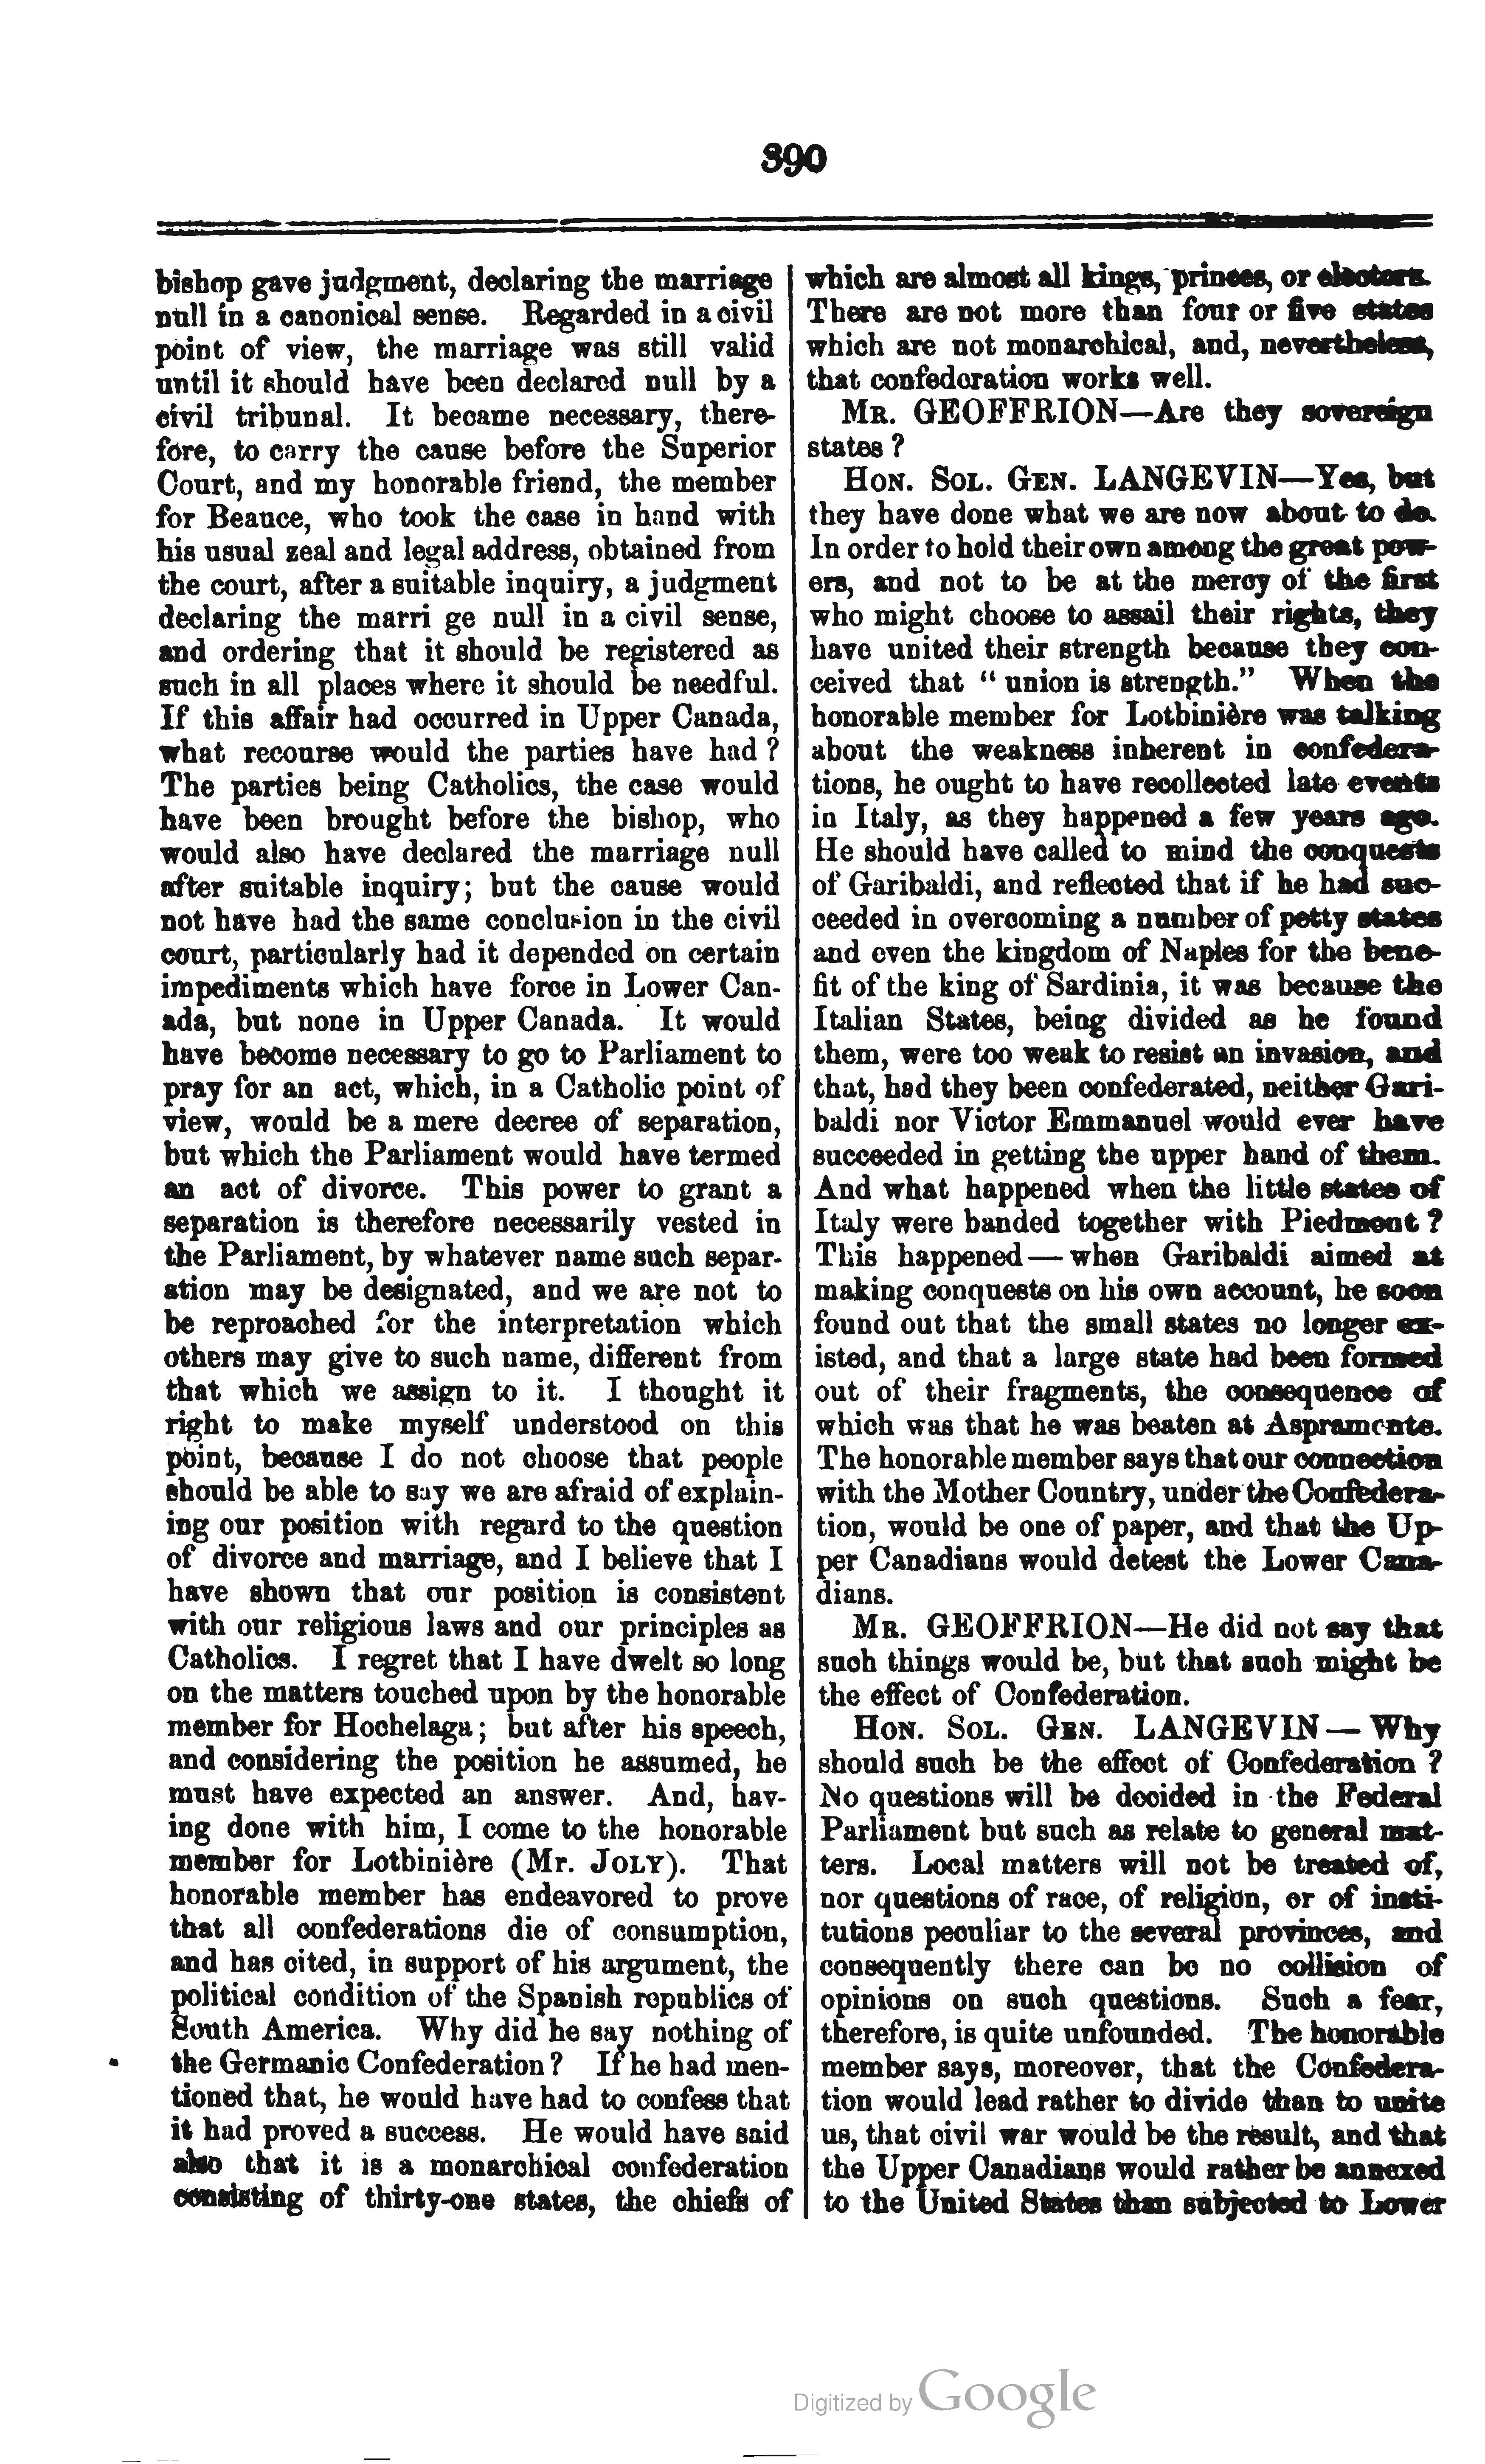 390
bishop gave judgment, declaring the marriage
null in a canonical sense. Regarded in a civil
point of view, the marriage was still valid
until it should have been declared null by a
civil tribunal. It became necessary, there-
fore, to carry the cause before the Superior
Court, and my honorable friend, the member
for Beauce, who took the case in hand with
his usual zeal and legal address, obtained from
the court, after a suitable inquiry, a judgment
declaring the marri ge null in a civil sense,
and ordering that it should be registered as
such in all places where it should be needful.
If this affair had occurred in Upper Canada,
what recourse would the parties have had?
The parties being Catholics, the case would
have been brought before the bishop, who
would also have declared the marriage null
after suitable inquiry; but the cause would
not have had the same conclusion in the civil
court, particularly had it depended on certain
impediments which have force in Lower Can-
ada, but none in Upper Canada. It would
have become necessary to go to Parliament to
pray for an act, which, in a Catholic point of
view, would be a mere decree of separation,
but which the Parliament would have termed
an act of divorce. This power to grant a
separation is therefore necessarily vested in
the Parliament, by whatever name such separ-
ation may be designated, and we are not to
be reproached for the interpretation which
others may give to such name, different from
that which we assign to it. I thought it
right to make myself understood on this
point, because I do not choose that people
should be able to say we are afraid of explain-
ing our position with regard to the question
of divorce and marriage, and I believe that I
have shown that our position is consistent
with our religious laws and our principles as
Catholics. I regret that I have dwelt so long
on the matters touched upon by the honorable
member for Hochelaga; but after his speech,
and considering the position he assumed, he
must have expected an answer. And, hav-
ing done with him, I come to the honorable
member for Lotbinière (Mr. JOLY). That
honorable member has endeavored to prove
that all confederations die of consumption,
and has cited, in support of his argument, the
political condition of the Spanish republics of
South America. Why did he say nothing of
the Germanic Confederation? If he had men-
tioned that, he would have had to confess that
it had proved a success. He would have said
also that it is a monarchical confederation
consisting of thirty-one states, the chiefs of
which are almost all kings, princes, or electors.
There are not more than four or five states
which are not monarchical, and, nevertheless,
that confederation works well.
MR. GEOFFRION—Are they sovereign
states?
HON. SOL. GEN. LANGEVIN—Yes, but
they have done what we are now about to do.
In order to hold their own among the great pow-
ers, and not to be at the mercy of the first
who might choose to assail their rights, they
have united their strength because they con-
ceived that "union is strength." When the
honorable member for Lotbinière was talking
about the weakness inherent in confedera-
tions, he ought to have recollected late events
in Italy, as they happened a few years ago.
He should have called to mind the conquests
of Garibaldi, and reflected that if he had suc-
ceeded in overcoming a number of petty states
and even the kingdom of Naples for the bene-
fit of the king of Sardinia, it was because the
Italian States, being divided as he found
them, were too weak to resist an invasion, and
that, had they been confederated, neither Gari-
baldi nor Victor Emmanuel would ever have
succeeded in getting the upper hand of them.
And what happened when the little states of
Italy were banded together with Piedmont?
This happened—when Garibaldi aimed at
making conquests on his own account, he soon
found out that the small states no longer ex-
isted, and that a large state had been formed
out of their fragments, the consequence of
which was that he was beaten at Aspramonte.
The honorable member says that our connection
with the Mother Country, under the Confedera-
tion, would be one of paper, and that the Up-
per Canadians would detest the Lower Cana-
dians.
MR. GEOFFRION—He did not say that
such things would be, but that such might be
the effect of Confederation.
HON. SOL. GEN. LANGEVIN—Why
should such be the effect of Confederation?
No questions will be decided in the Federal
Parliament but such as relate to general mat-
ters. Local matters will not be treated of,
nor questions of race, of religion, or of insti-
tutions peculiar to the several provinces, and
consequently there can be no collision of
opinions on such questions. Such a fear,
therefore, is quite unfounded. The honorable
member says, moreover, that the Confedera-
tion would lead rather to divide than to unite
us, that civil war would be the result, and that
the Upper Canadians would rather be annexed
to the United States than subjected to Lower
Digitized by Google